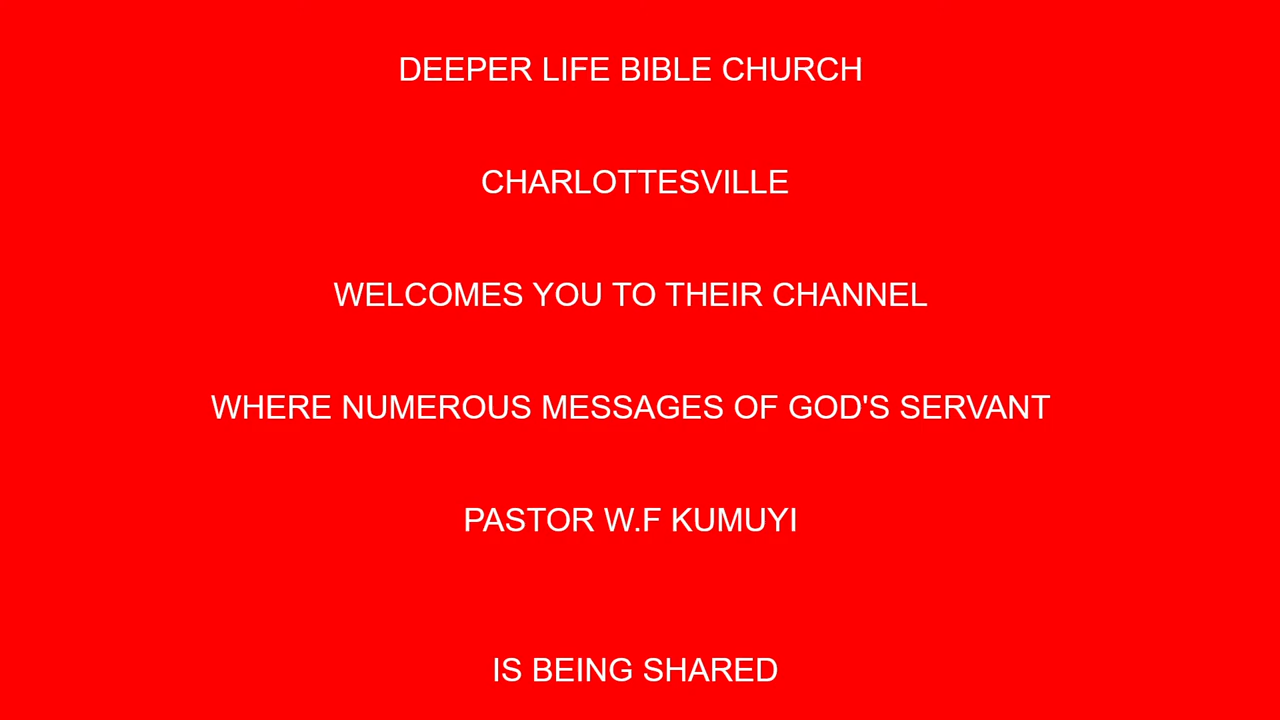 DEEPER LIFE BIBLE CHURCH
CHARLOTTESVILLE
WELCOMES YOU TO THEIR CHANNEL
WHERE NUMEROUS MESSAGES OF GOD'S SERVANT
PASTOR W.F KUMUYI
IS BEING SHARED